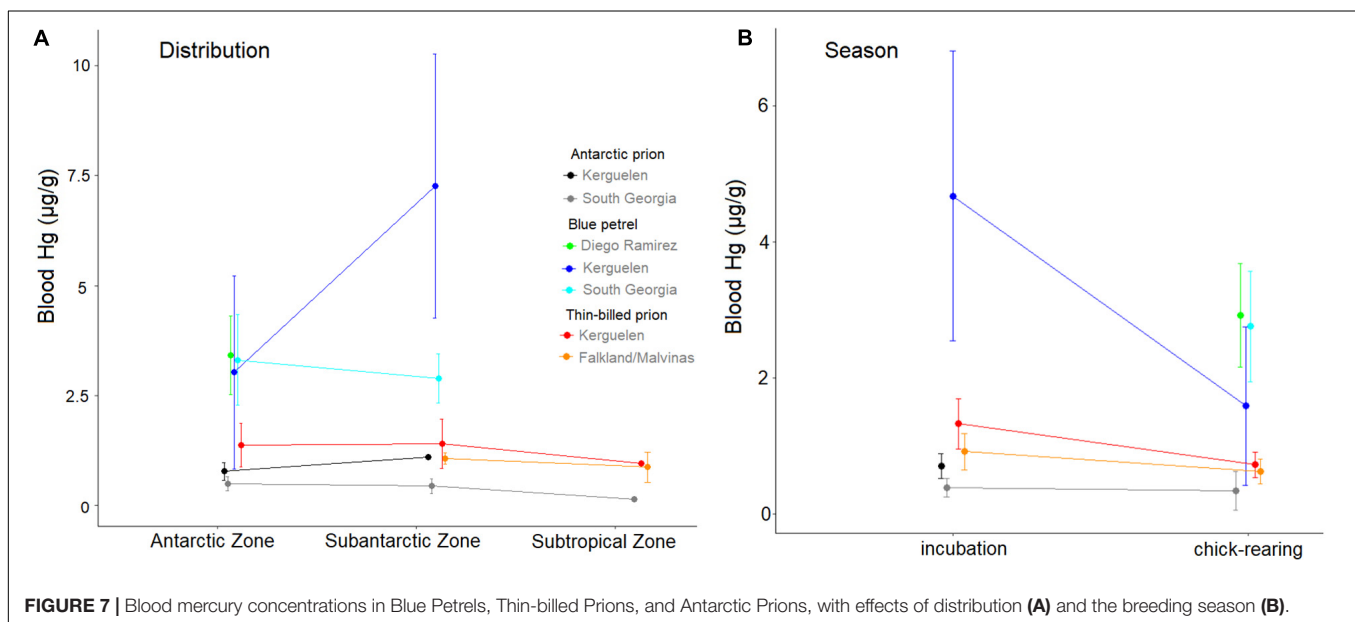 A
Distribution
Blood Hg (µg/g)
10
7.5
5
2.5
0
Antarctic Zone
Subantarctic Zone
Subtropical Zone
Antarctic prion
Kerguelen
South Georgia
Blue petrel
Diego Ramirez
Kerguelen
South Georgia
Thin-billed prion
Kerguelen
Falkland/Malvinas
B
Season
Blood Hg (µg/g)
6
4
2
0
incubation
chick-rearing
FIGURE 7 | Blood mercury concentrations in Blue Petrels, Thin-billed Prions, and Antarctic Prions, with effects of distribution (A) and the breeding season (B).